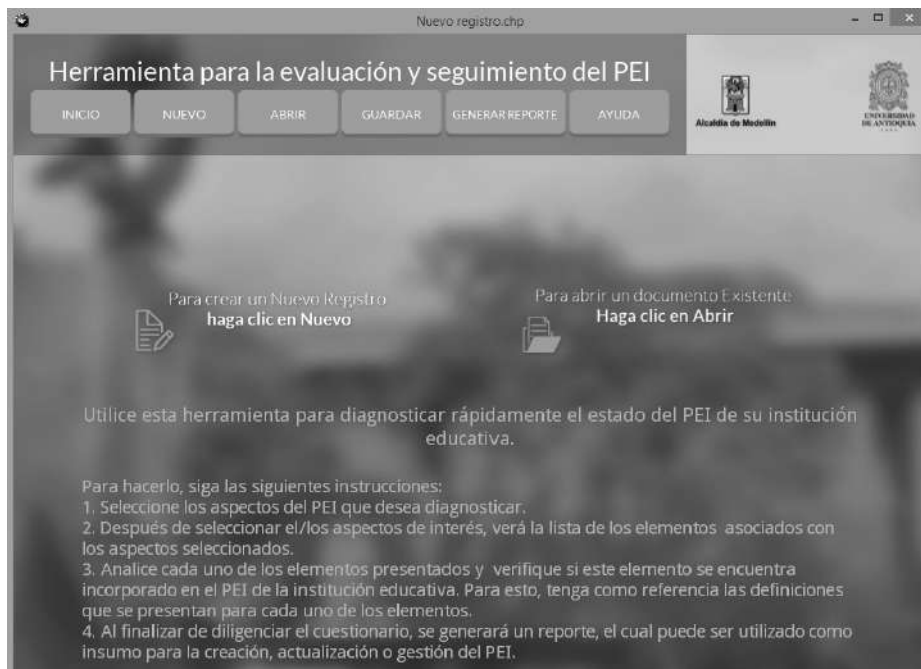 Nuevo registro.chp
Herramienta para la evaluación y seguimiento del PEI
INICIO
NUEVO
ABRIR
GUARDAR
GENERAR REPORTE
AYUDA
Alcaldía de Medellín
UNIVERSIDAD
DE ANTIOQUIA
Para crear un Nuevo Registro
haga clic en Nuevo
Para abrir un documento Existente
Haga clic en Abrir
Utilice esta herramienta para diagnosticar rápidamente el estado del PEI de su institución
educativa.
Para hacerlo, siga las siguientes instrucciones:
1. Seleccione los aspectos del PEI que desea diagnosticar.
2. Después de seleccionar el/los aspectos de interés, verá la lista de los elementos asociados con
los aspectos seleccionados.
3. Analice cada uno de los elementos presentados y verifique si este elemento se encuentra
incorporado en el PEI de la institución educativa. Para esto, tenga como referencia las definiciones
que se presentan para cada uno de los elementos.
4. Al finalizar de diligenciar el cuestionario, se generará un reporte, el cual puede ser utilizado como
insumo para la creación, actualización o gestión del PEI.